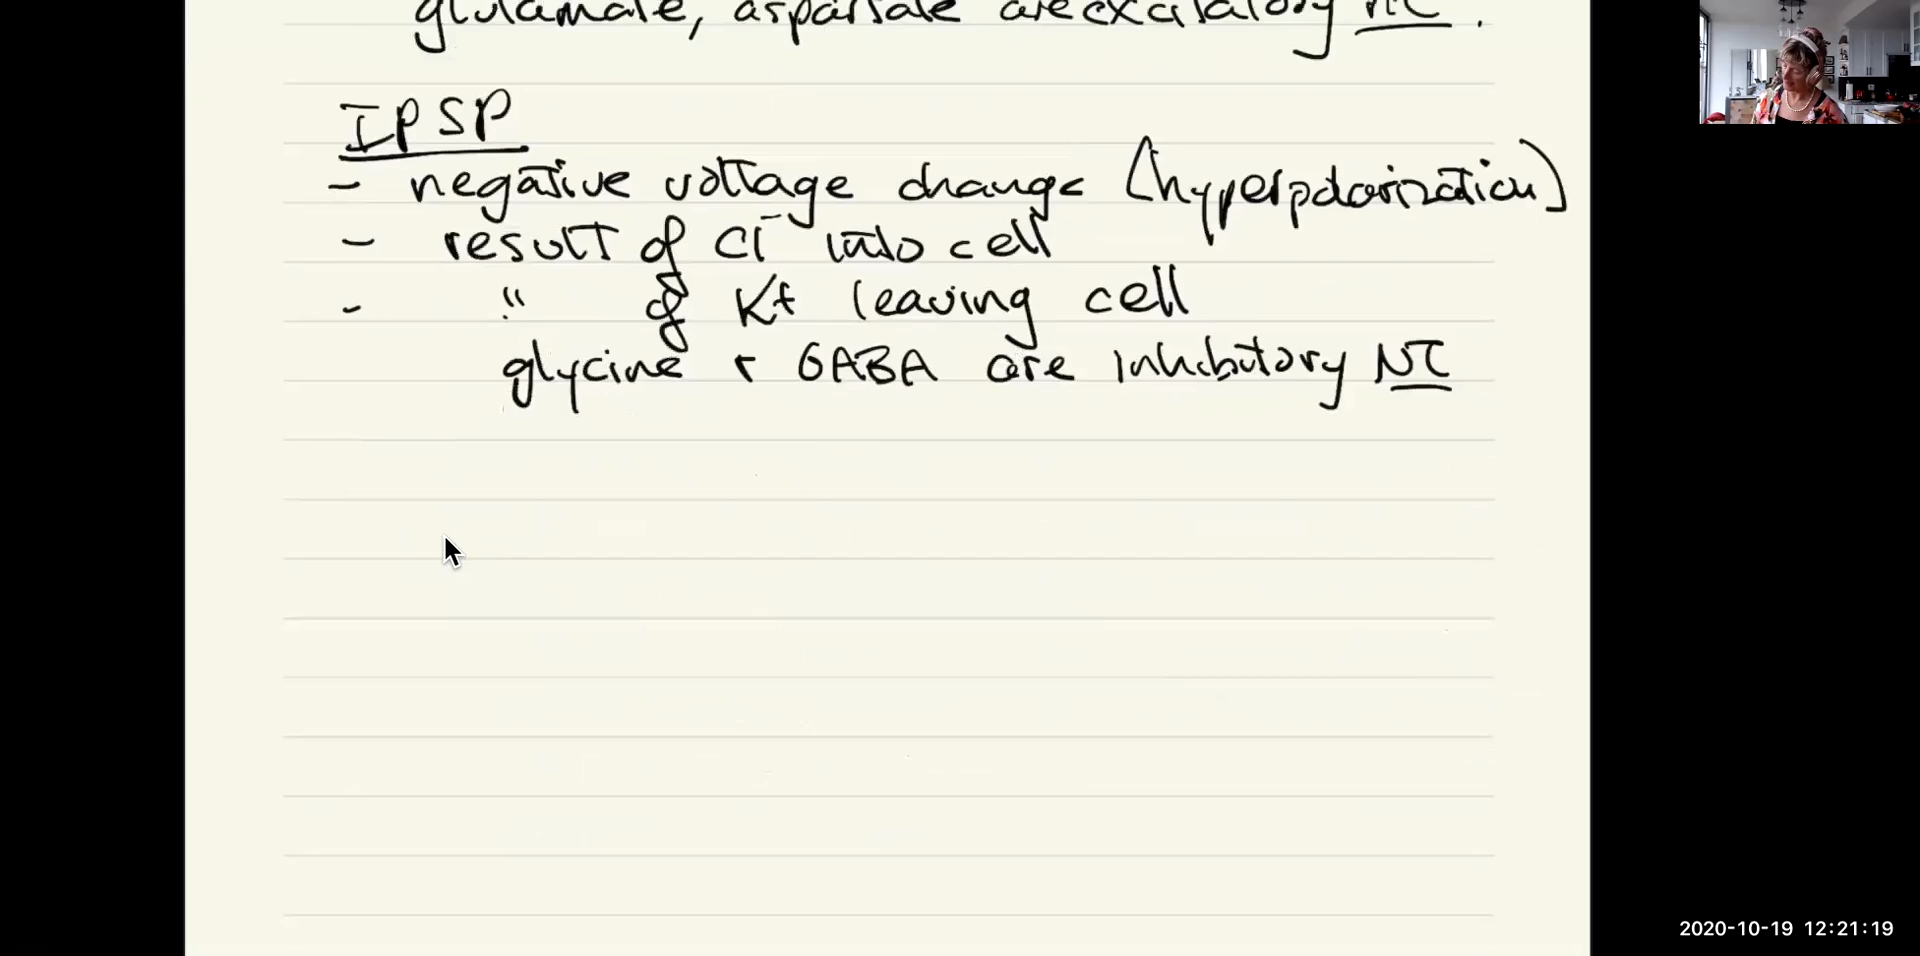 glutamate, aspartate are excitatory NT.
IPSP
- negative voltage change (hyperpolarization)
- result of Cl⁻ into cell
- " of K+ leaving cell
glycine + GABA are inhibitory NT
2020-10-19 12:21:19